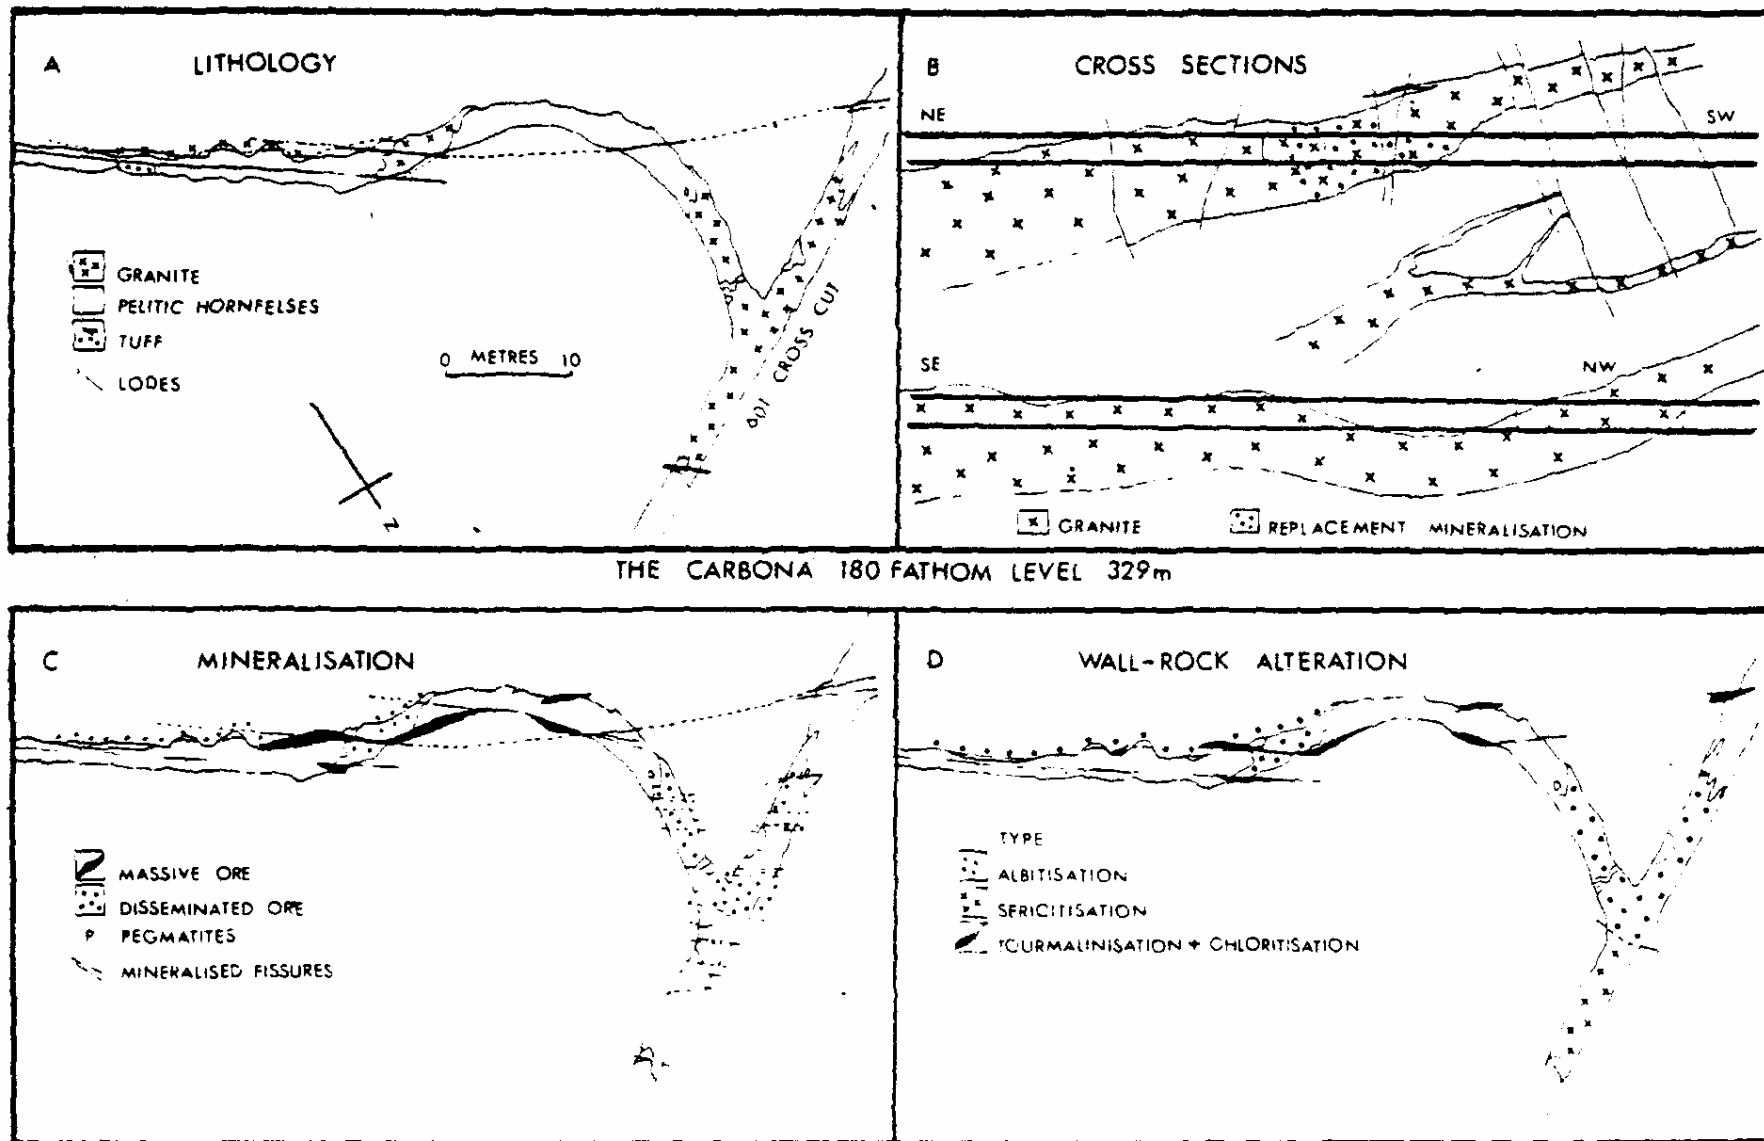 A LITHOLOGY
GRANITE
PELITIC HORNFELSES
TUFF
LODES
0 METRES 10
CROSS CUT
N
B CROSS SECTIONS
NE SW
SE NW
GRANITE
REPLACEMENT MINERALISATION
THE CARBONA 180 FATHOM LEVEL 329m
C MINERALISATION
MASSIVE ORE
DISSEMINATED ORE
P PEGMATITES
MINERALISED FISSURES
D WALL-ROCK ALTERATION
TYPE
ALBITISATION
SERICITISATION
TOURMALINISATION + CHLORITISATION